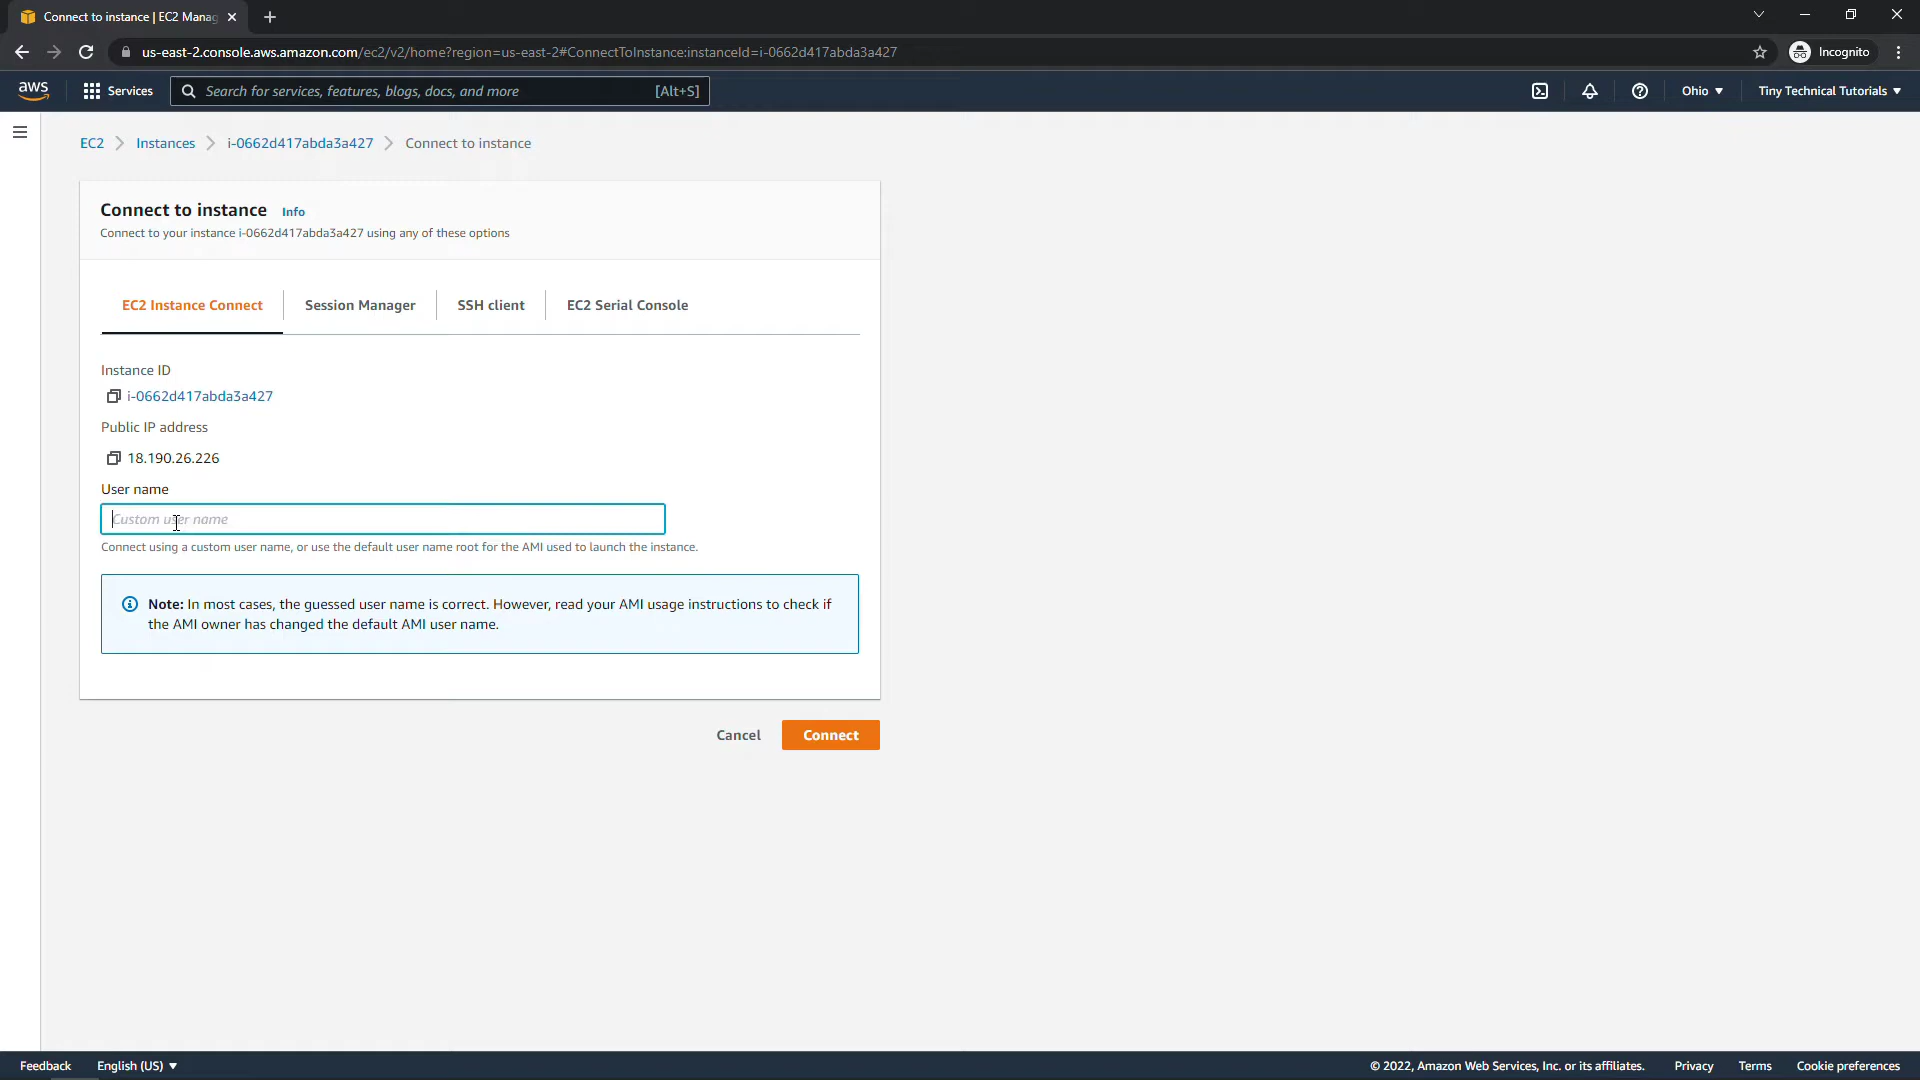 Connect to instance | EC2 Manag
us-east-2.console.aws.amazon.com/ec2/v2/home?region=us-east-2#ConnectToInstance:instanceId=i-0662d417abda3a427
Incognito
aws
Services
Search for services, features, blogs, docs, and more
[Alt+S]
Ohio
Tiny Technical Tutorials
EC2
Instances
i-0662d417abda3a427
Connect to instance
Connect to instance
Info
Connect to your instance i-0662d417abda3a427 using any of these options
EC2 Instance Connect
Session Manager
SSH client
EC2 Serial Console
Instance ID
i-0662d417abda3a427
Public IP address
18.190.26.226
User name
Custom user name
Connect using a custom user name, or use the default user name root for the AMI used to launch the instance.
Note: In most cases, the guessed user name is correct. However, read your AMI usage instructions to check if
the AMI owner has changed the default AMI user name.
Cancel
Connect
Feedback
English (US)
© 2022, Amazon Web Services, Inc. or its affiliates.
Privacy
Terms
Cookie preferences